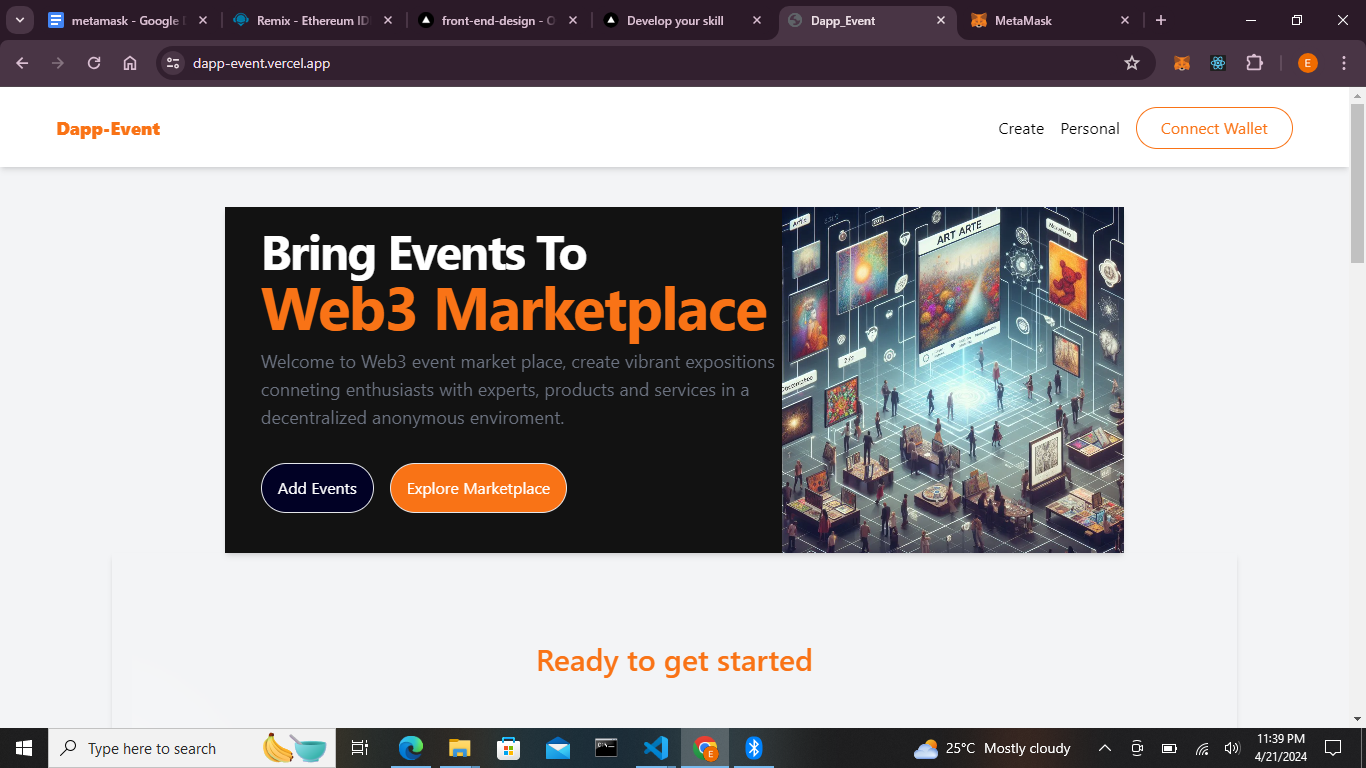 metamask - Google D
Remix - Ethereum ID
front-end-design - O
Develop your skill
Dapp_Event
MetaMask
dapp-event.vercel.app
E
Dapp-Event
Create
Personal
Connect Wallet
Bring Events To
Web3 Marketplace
Welcome to Web3 event market place, create vibrant expositions
conneting enthusiasts with experts, products and services in a
decentralized anonymous enviroment.
Add Events
Explore Marketplace
ART ARTE
Ready to get started
Type here to search
25°C Mostly cloudy
11:39 PM
4/21/2024